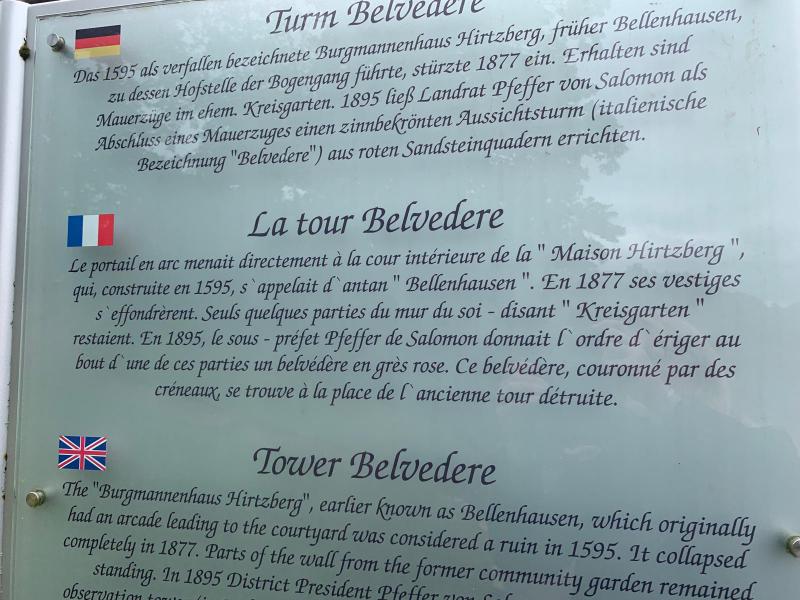 Turm Belvedere
Das 1595 als verfallen bezeichnete Burgmannenhaus Hirtzberg, früher Bellenhausen,
zu dessen Hofstelle der Bogengang führte, stürzte 1877 ein. Erhalten sind
Mauerzüge im ehem. Kreisgarten. 1895 ließ Landrat Pfeffer von Salomon als
Abschluss eines Mauerzuges einen zinnbekrönten Aussichtsturm (italienische
Bezeichnung "Belvedere") aus roten Sandsteinquadern errichten.
La tour Belvedere
Le portail en arc menait directement à la cour intérieure de la " Maison Hirtzberg ",
qui, construite en 1595, s`appelait d`antan " Bellenhausen ". En 1877 ses vestiges
s`effondrèrent. Seuls quelques parties du mur du soi - disant " Kreisgarten "
restaient. En 1895, le sous - préfet Pfeffer de Salomon donnait l`ordre d`ériger au
bout d`une de ces parties un belvédère en grès rose. Ce belvédère, couronné par des
créneaux, se trouve à la place de l`ancienne tour détruite.
Tower Belvedere
The "Burgmannenhaus Hirtzberg", earlier known as Bellenhausen, which originally
had an arcade leading to the courtyard was considered a ruin in 1595. It collapsed
completely in 1877. Parts of the wall from the former community garden remained
standing. In 1895 District President Pfeffer von
observation